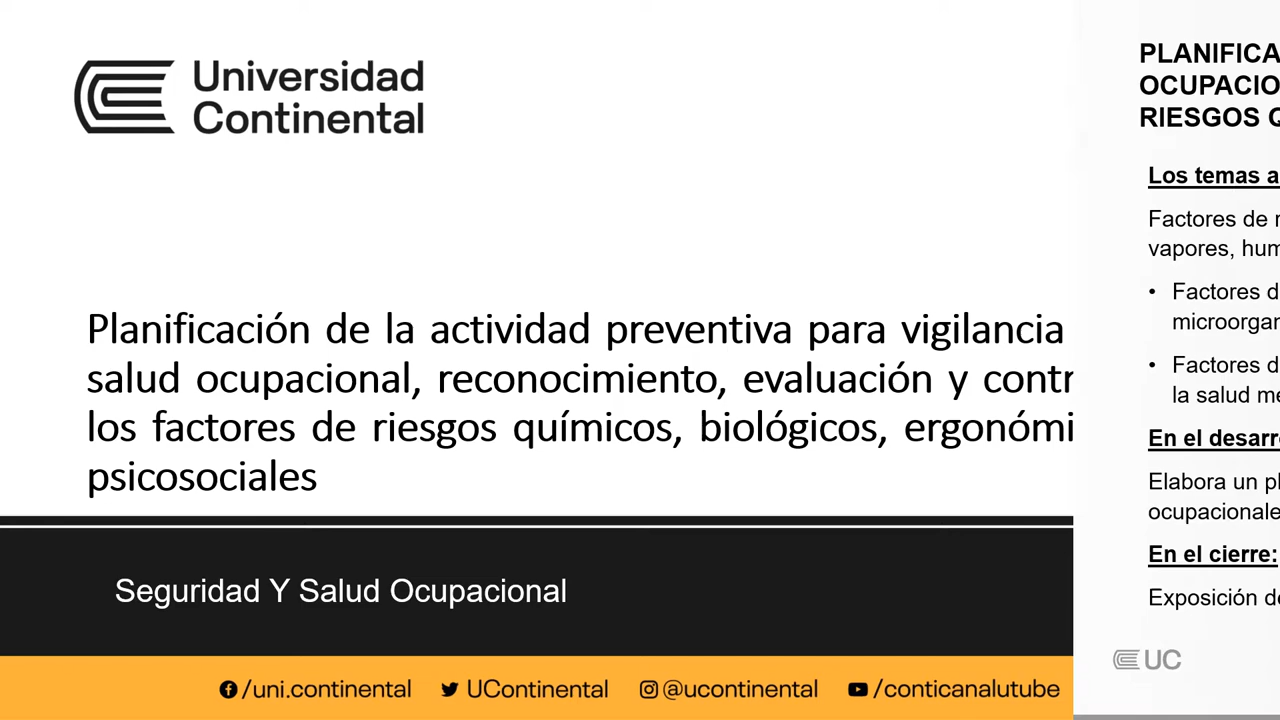 Universidad
Continental
Planificación de la actividad preventiva para vigilancia
salud ocupacional, reconocimiento, evaluación y contr
los factores de riesgos químicos, biológicos, ergonómi
psicosociales
Seguridad Y Salud Ocupacional
/uni.continental UContinental @ucontinental /conticanalutube
PLANIFICA
OCUPACIO
RIESGOS Q
Los temas a
Factores de r
vapores, hum
• Factores d
microorgan
• Factores d
la salud me
En el desarro
Elabora un pl
ocupacionale
En el cierre:
Exposición de
UC